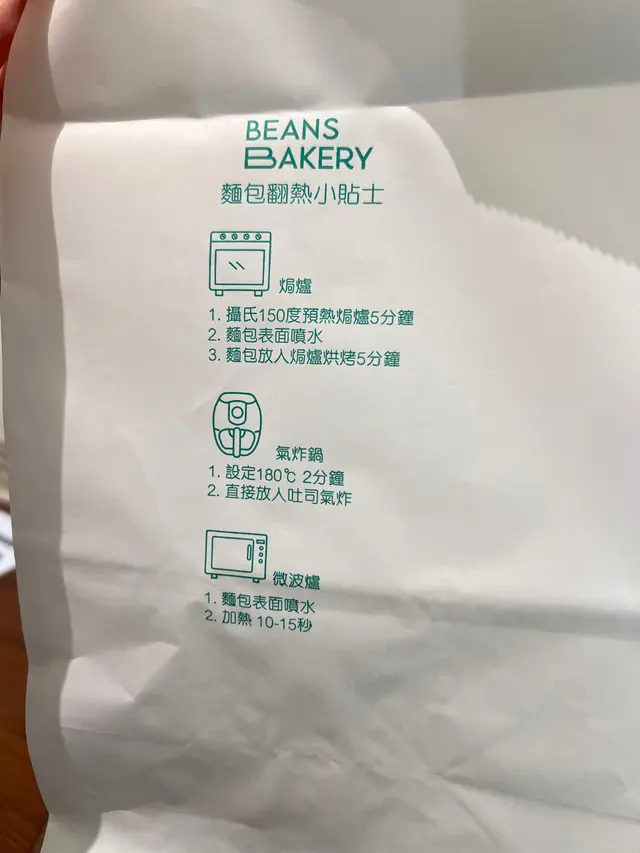 BEANS
BAKERY
麵包翻熱小貼士
焗爐
1. 攝氏150度預熱焗爐5分鐘
2. 麵包表面噴水
3. 麵包放入焗爐烘烤5分鐘
氣炸鍋
1. 設定180℃ 2分鐘
2. 直接放入吐司氣炸
微波爐
1. 麵包表面噴水
2. 加熱 10-15秒